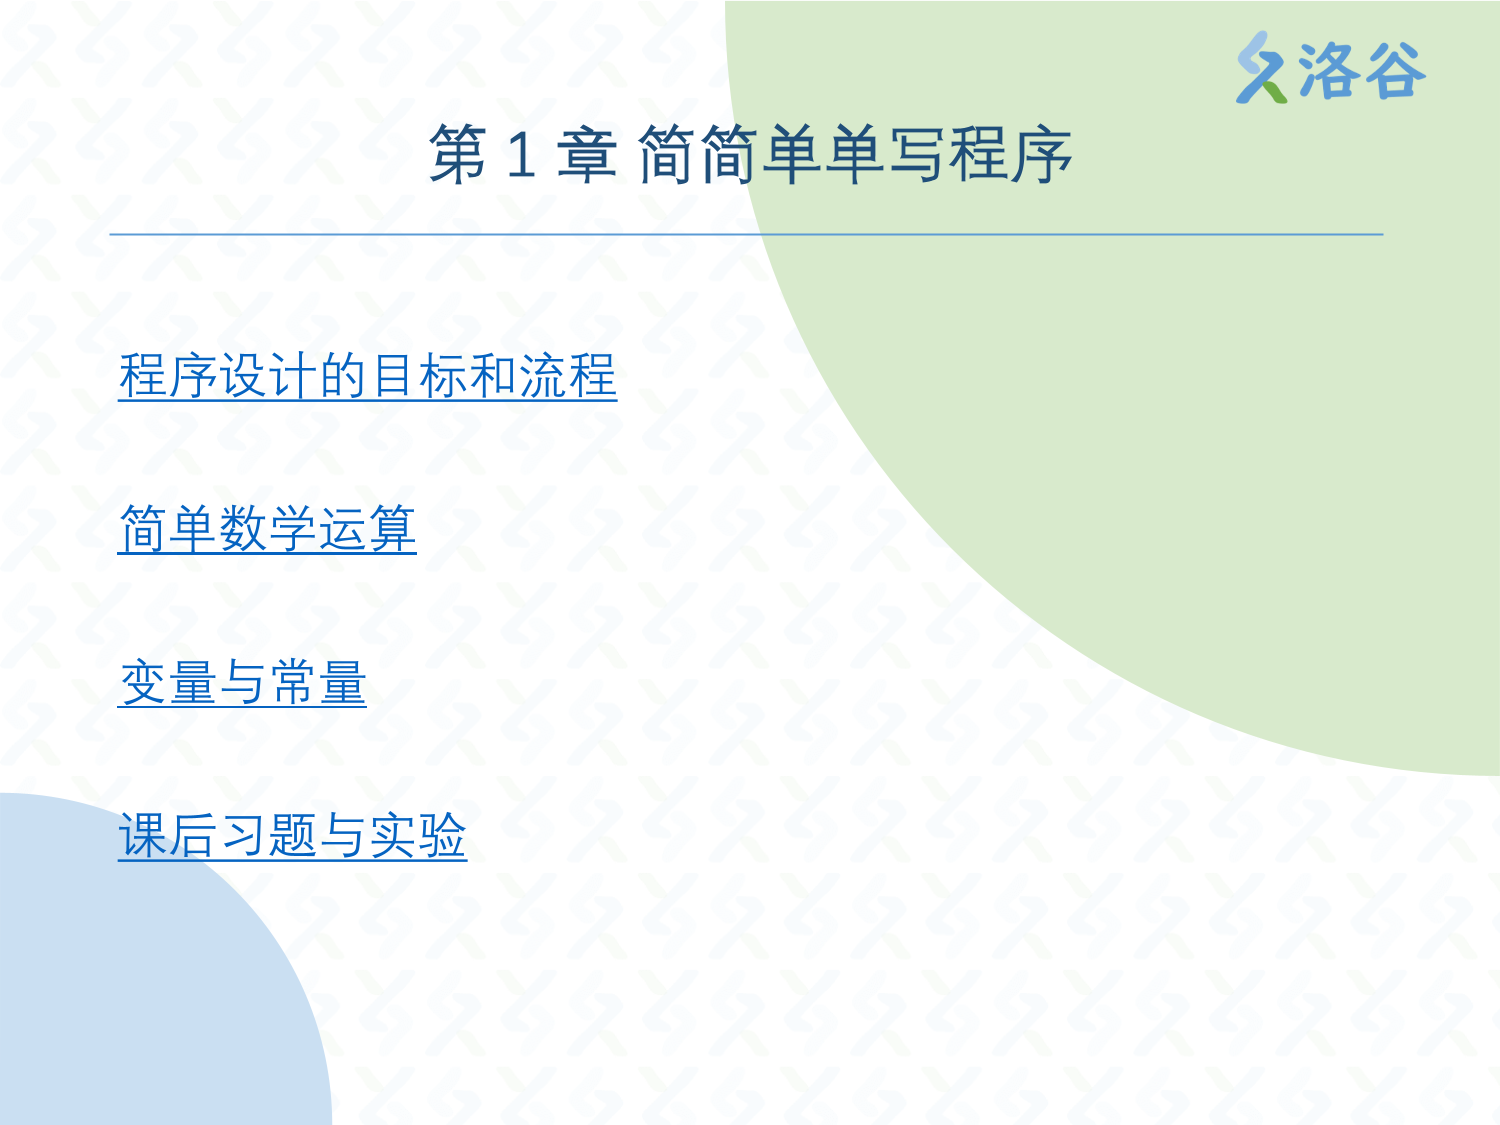 洛谷
第 1 章 简简单单写程序
程序设计的目标和流程
简单数学运算
变量与常量
课后习题与实验